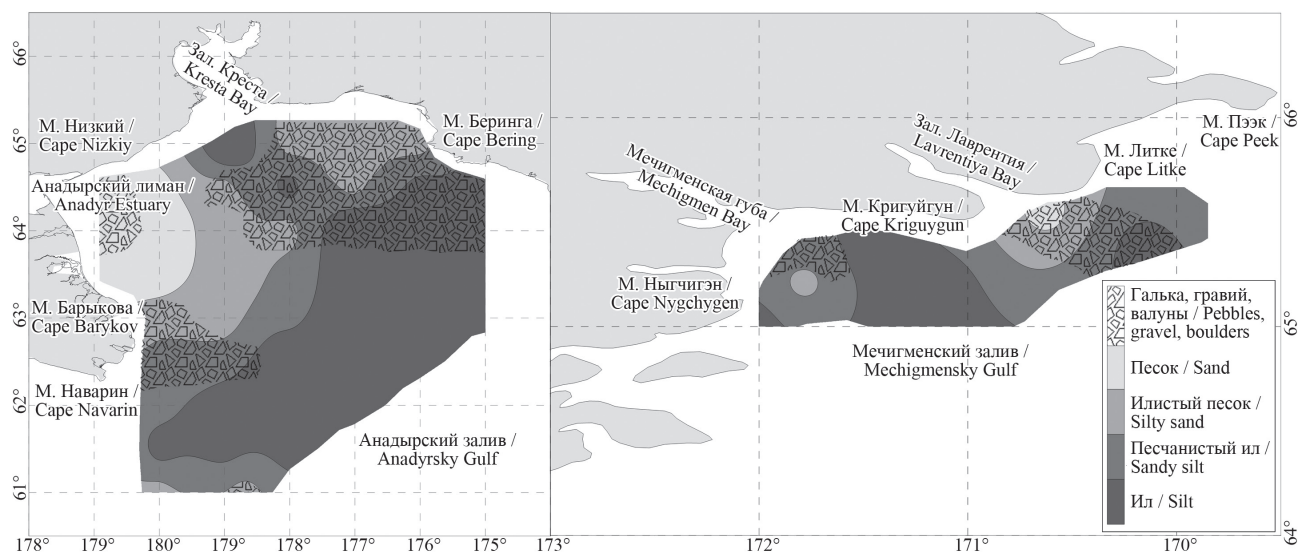 66°
65°
64°
63°
62°
61°
178°
179°
180°
179°
178°
177°
176°
175°
173°
172°
171°
170°
66°
65°
64°
Зал. Креста /
Kresta Bay
М. Низкий /
Cape Nizkiy
М. Беринга /
Cape Bering
Анадырский лиман /
Anadyr Estuary
М. Барыкова /
Cape Barykov
М. Наварин /
Cape Navarin
Анадырский залив /
Anadyrsky Gulf
Мечигменская губа /
Mechigmen Bay
Зал. Лаврентия /
Lavrentiya Bay
М. Пээк /
Cape Peek
М. Литке /
Cape Litke
М. Кригуйгун /
Cape Kriguygun
М. Ныгчигэн /
Cape Nygchygen
Мечигменский залив /
Mechigmensky Gulf
Галька, гравий,
валуны / Pebbles,
gravel, boulders
Песок / Sand
Илистый песок /
Silty sand
Песчанистый ил /
Sandy silt
Ил / Silt